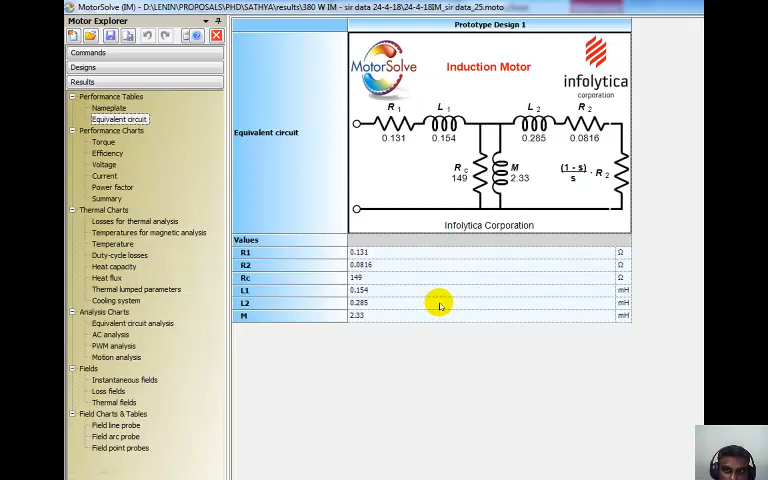 MotorSolve (IM) - D:\LENIN\PROPOSALS\PHD\SATHYA\results\380 W IM - sir data 24-4-18\24-4-18IM_sir data_25.moto
Motor Explorer
Prototype Design 1
Commands
Designs
Results
Performance Tables
Nameplate
Equivalent circuit
Performance Charts
Torque
Efficiency
Voltage
Current
Power factor
Summary
Thermal Charts
Losses for thermal analysis
Temperatures for magnetic analysis
Temperature
Duty-cycle losses
Heat capacity
Heat flux
Thermal lumped parameters
Cooling system
Analysis Charts
Equivalent circuit analysis
AC analysis
PWM analysis
Motion analysis
Fields
Instantaneous fields
Loss fields
Thermal fields
Field Charts & Tables
Field line probe
Field arc probe
Field point probes
Equivalent circuit
MotorSolve
Induction Motor
infolytica
corporation
R1 L1 L2 R2
0.131 0.154 0.285 0.0816
Rc 149
M 2.33
(1 - s)/s · R2
Infolytica Corporation
Values
R1 0.131 Ω
R2 0.0816 Ω
Rc 149 Ω
L1 0.154 mH
L2 0.285 mH
M 2.33 mH